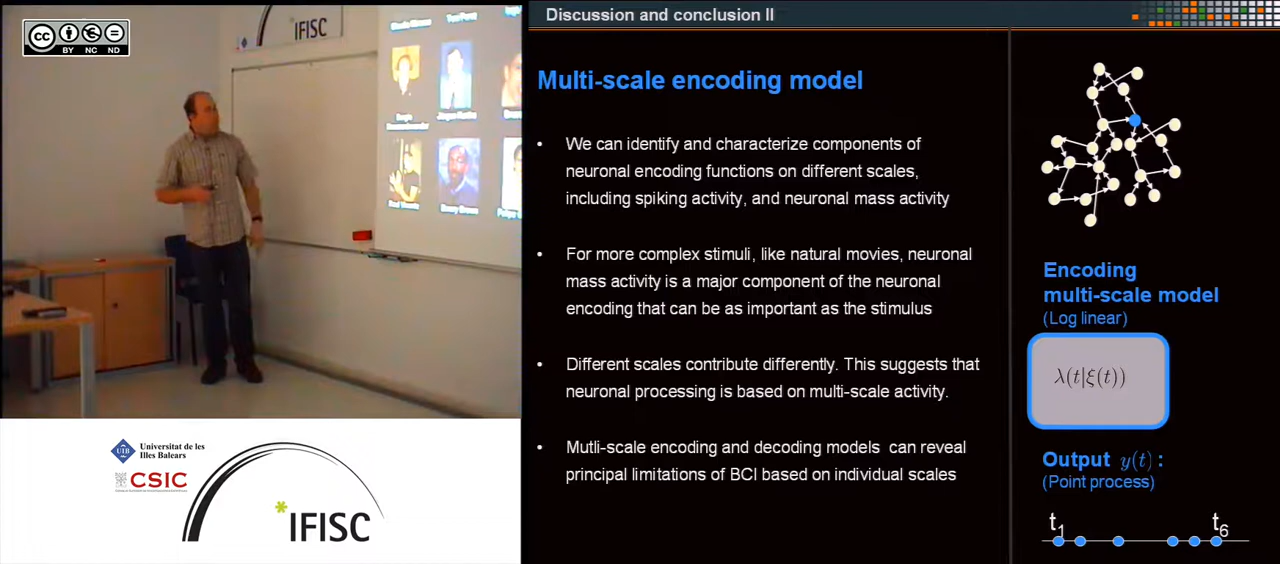 cc
BY NC ND
IFISC
Universitat de les
Illes Balears
CSIC
*IFISC
Discussion and conclusion II
Multi-scale encoding model
• We can identify and characterize components of
neuronal encoding functions on different scales,
including spiking activity, and neuronal mass activity
• For more complex stimuli, like natural movies, neuronal
mass activity is a major component of the neuronal
encoding that can be as important as the stimulus
• Different scales contribute differently. This suggests that
neuronal processing is based on multi-scale activity.
• Mutli-scale encoding and decoding models can reveal
principal limitations of BCI based on individual scales
Encoding
multi-scale model
(Log linear)
λ(t|ξ(t))
Output y(t) :
(Point process)
t₁ t₆